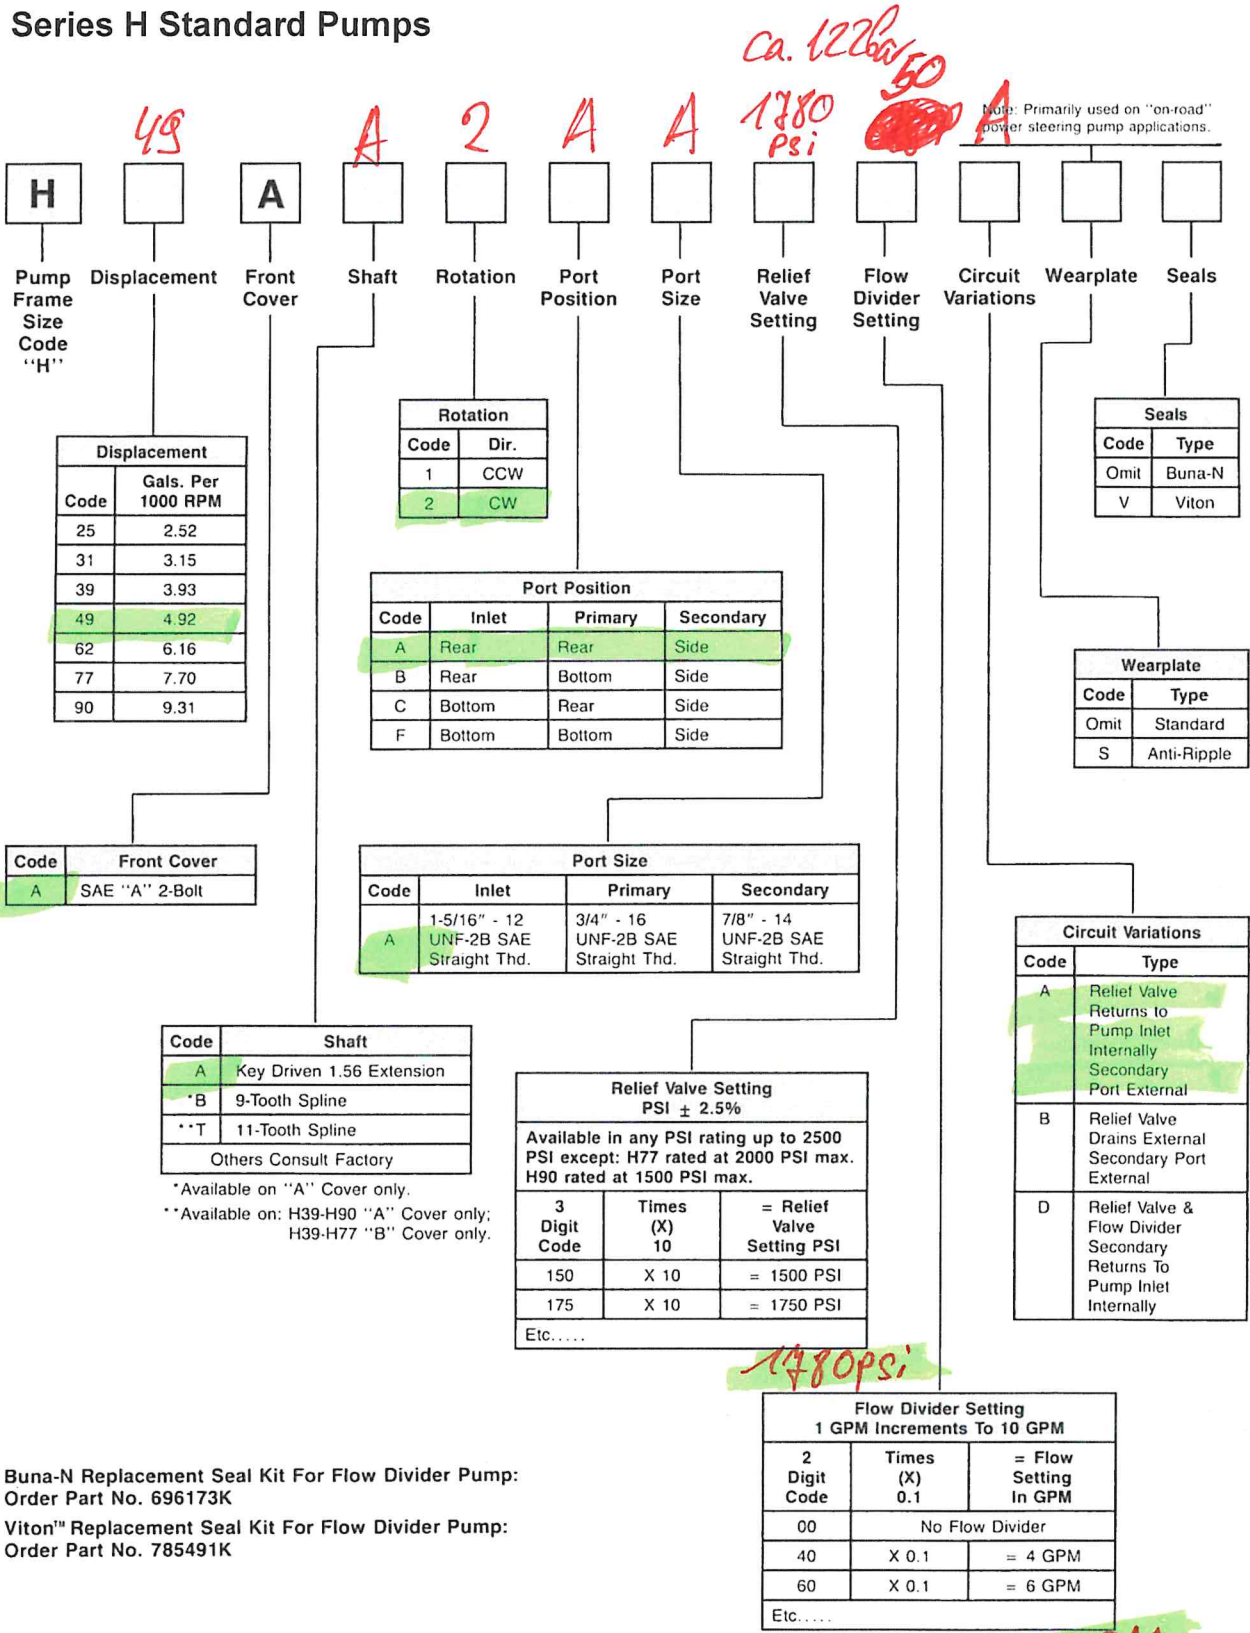 Series H Standard Pumps
Ca. 122bar
50
49 A 2 A A 1780 psi A
Note: Primarily used on "on-road"
power steering pump applications.
H A
Pump Frame Size Code "H"
Displacement
Front Cover
Shaft
Rotation
Port Position
Port Size
Relief Valve Setting
Flow Divider Setting
Circuit Variations
Wearplate
Seals
Rotation
Code Dir.
1 CCW
2 CW
Seals
Code Type
Omit Buna-N
V Viton
Displacement
Code Gals. Per 1000 RPM
25 2.52
31 3.15
39 3.93
49 4.92
62 6.16
77 7.70
90 9.31
Port Position
Code Inlet Primary Secondary
A Rear Rear Side
B Rear Bottom Side
C Bottom Rear Side
F Bottom Bottom Side
Wearplate
Code Type
Omit Standard
S Anti-Ripple
Code Front Cover
A SAE "A" 2-Bolt
Port Size
Code Inlet Primary Secondary
1-5/16" - 12 3/4" - 16 7/8" - 14
A UNF-2B SAE UNF-2B SAE UNF-2B SAE
Straight Thd. Straight Thd. Straight Thd.
Circuit Variations
Code Type
A Relief Valve
Returns to
Pump Inlet
Internally
Secondary
Port External
B Relief Valve
Drains External
Secondary Port
External
D Relief Valve &
Flow Divider
Secondary
Returns To
Pump Inlet
Internally
Code Shaft
A Key Driven 1.56 Extension
*B 9-Tooth Spline
**T 11-Tooth Spline
Others Consult Factory
*Available on "A" Cover only.
**Available on: H39-H90 "A" Cover only;
H39-H77 "B" Cover only.
Relief Valve Setting
PSI ± 2.5%
Available in any PSI rating up to 2500
PSI except: H77 rated at 2000 PSI max.
H90 rated at 1500 PSI max.
3 Times = Relief
Digit (X) Valve
Code 10 Setting PSI
150 X 10 = 1500 PSI
175 X 10 = 1750 PSI
Etc.....
1780psi
Flow Divider Setting
1 GPM Increments To 10 GPM
2 Times = Flow
Digit (X) Setting
Code 0.1 In GPM
00 No Flow Divider
40 X 0.1 = 4 GPM
60 X 0.1 = 6 GPM
Etc.....
Buna-N Replacement Seal Kit For Flow Divider Pump:
Order Part No. 696173K
Viton™ Replacement Seal Kit For Flow Divider Pump:
Order Part No. 785491K